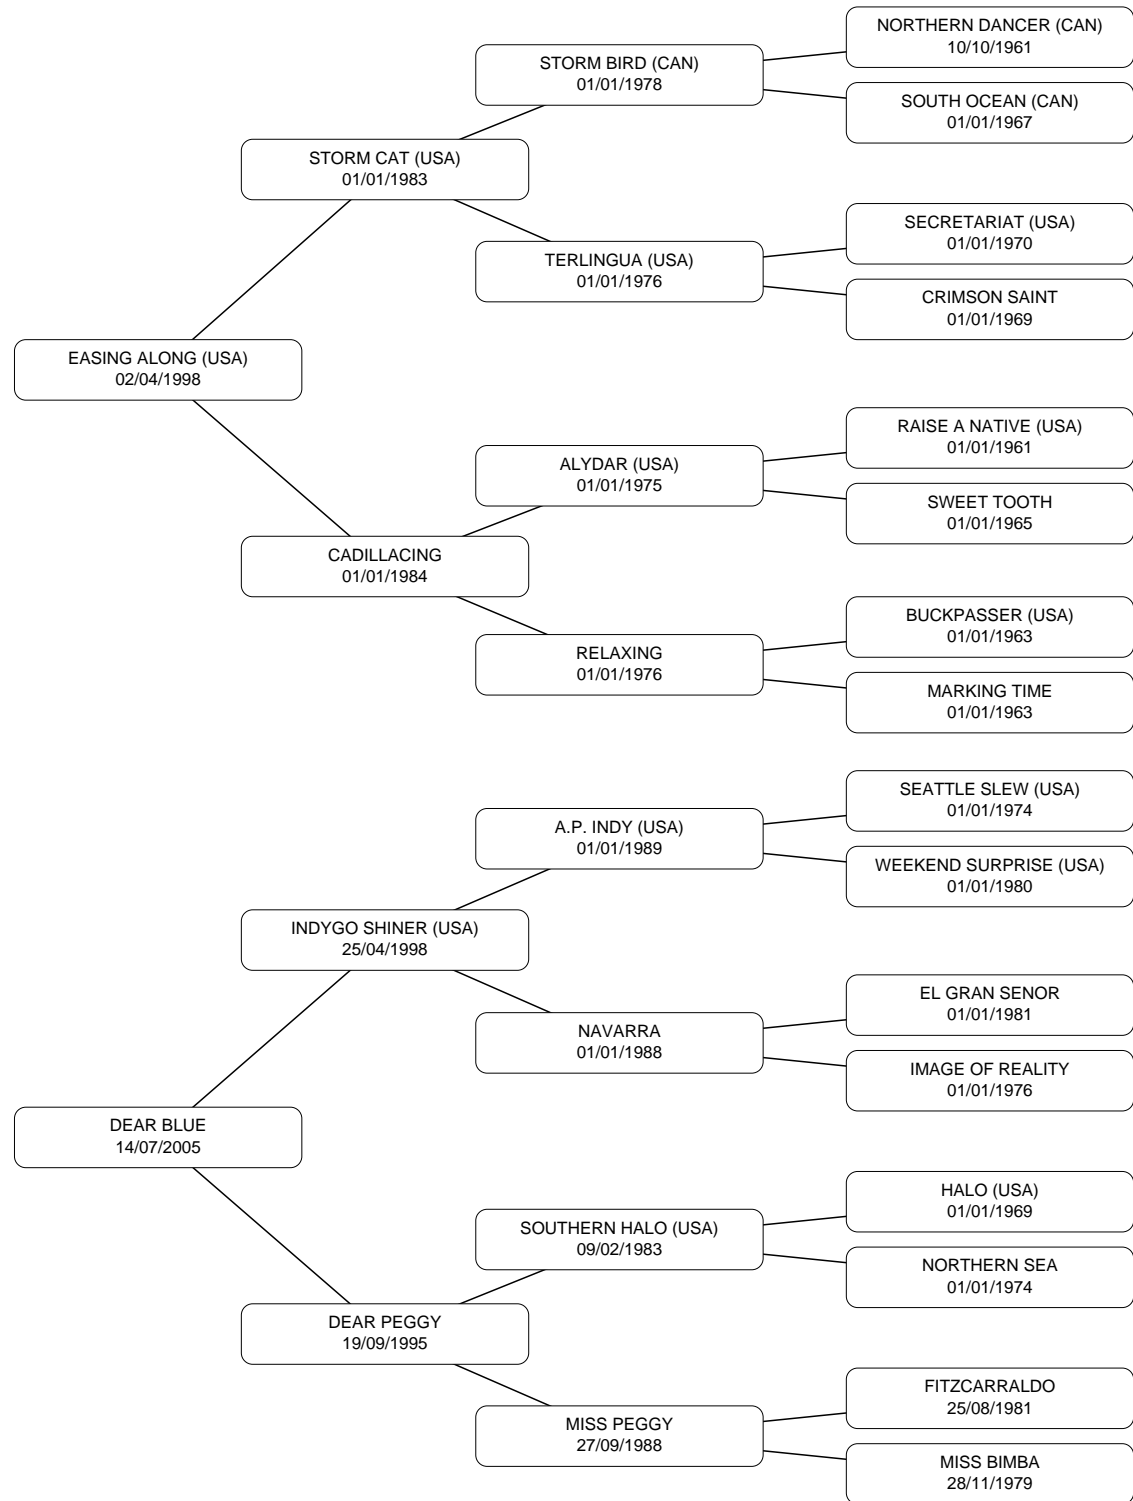 NORTHERN DANCER (CAN)
10/10/1961
STORM BIRD (CAN)
01/01/1978
SOUTH OCEAN (CAN)
01/01/1967
STORM CAT (USA)
01/01/1983
SECRETARIAT (USA)
01/01/1970
TERLINGUA (USA)
01/01/1976
CRIMSON SAINT
01/01/1969
EASING ALONG (USA)
02/04/1998
RAISE A NATIVE (USA)
01/01/1961
ALYDAR (USA)
01/01/1975
SWEET TOOTH
01/01/1965
CADILLACING
01/01/1984
BUCKPASSER (USA)
01/01/1963
RELAXING
01/01/1976
MARKING TIME
01/01/1963
SEATTLE SLEW (USA)
01/01/1974
A.P. INDY (USA)
01/01/1989
WEEKEND SURPRISE (USA)
01/01/1980
INDYGO SHINER (USA)
25/04/1998
EL GRAN SENOR
01/01/1981
NAVARRA
01/01/1988
IMAGE OF REALITY
01/01/1976
DEAR BLUE
14/07/2005
HALO (USA)
01/01/1969
SOUTHERN HALO (USA)
09/02/1983
NORTHERN SEA
01/01/1974
DEAR PEGGY
19/09/1995
FITZCARRALDO
25/08/1981
MISS PEGGY
27/09/1988
MISS BIMBA
28/11/1979